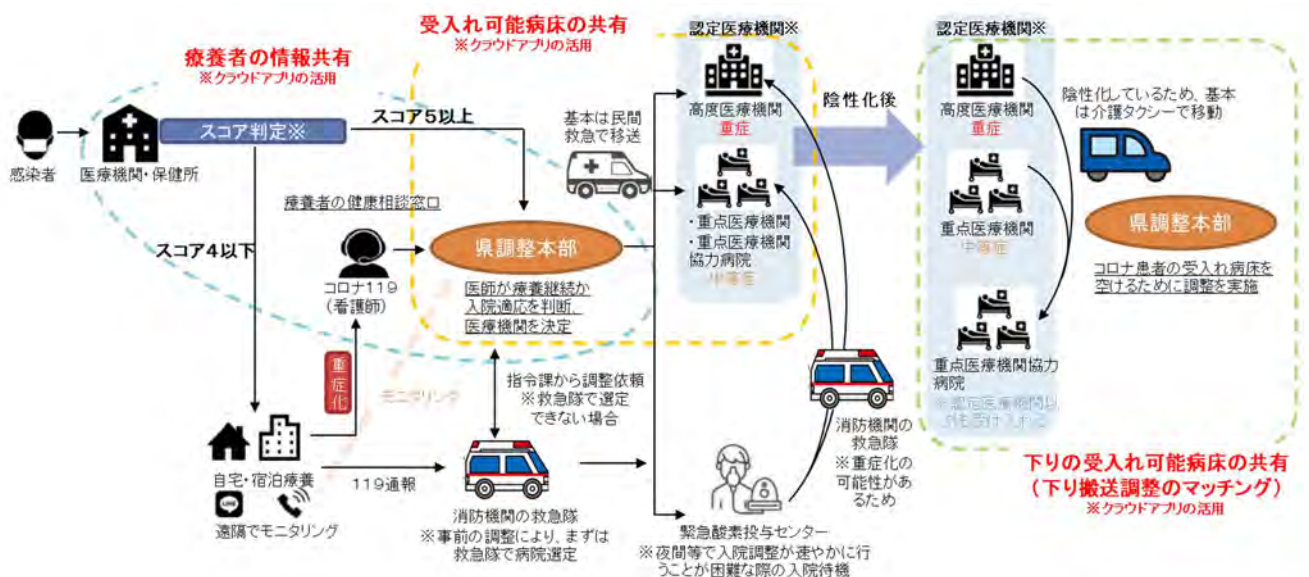 療養者の情報共有
※クラウドアプリの活用
感染者
医療機関・保健所
スコア判定※
スコア5以上
スコア4以下
療養者の健康相談窓口
コロナ119
(看護師)
重症化
モニタリング
自宅・宿泊療養
遠隔でモニタリング
LINE
119通報
受入れ可能病床の共有
※クラウドアプリの活用
県調整本部
医師が療養継続か
入院適応を判断、
医療機関を決定
指令課から調整依頼
※救急隊で選定
できない場合
消防機関の救急隊
※事前の調整により、まずは
救急隊で病院選定
基本は民間
救急で移送
認定医療機関※
高度医療機関
重症
・重点医療機関
・重点医療機関
協力病院
中等症
緊急酸素投与センター
※夜間等で入院調整が速やかに行
うことが困難な際の入院待機
消防機関の
救急隊
※重症化の
可能性があ
るため
陰性化後
認定医療機関※
高度医療機関
重症
重点医療機関
中等症
重点医療機関協力
病院
※認定医療機関以
外も受け入れ
陰性化しているため、基本
は介護タクシーで移動
県調整本部
コロナ患者の受入れ病床を
空けるために調整を実施
下りの受入れ可能病床の共有
(下り搬送調整のマッチング)
※クラウドアプリの活用